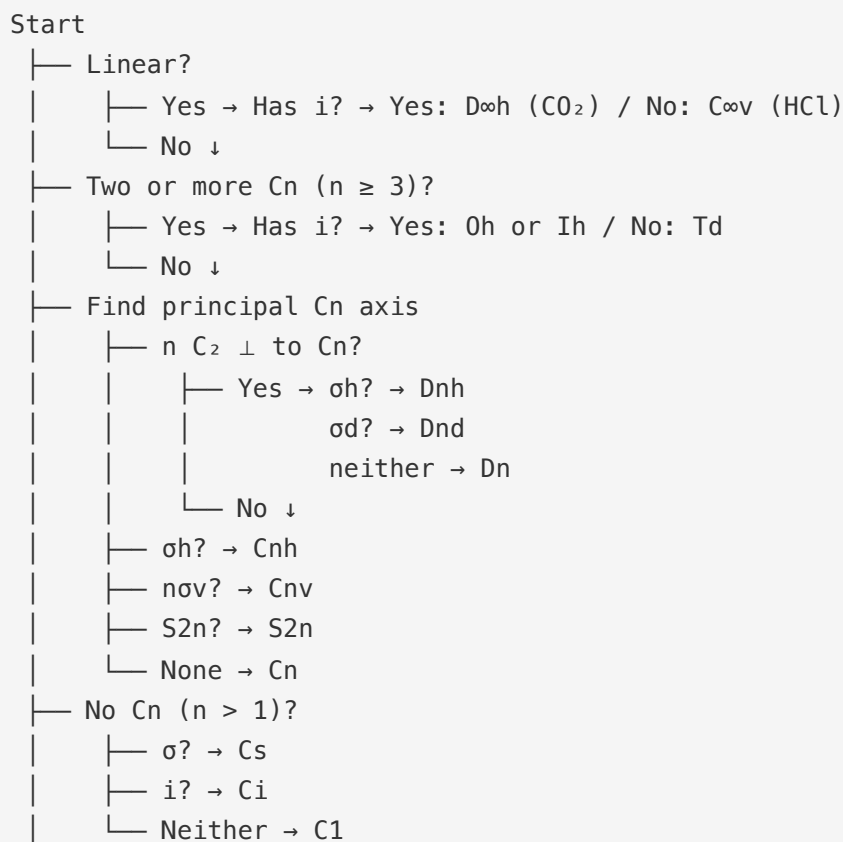 Start
├── Linear?
│    ├── Yes → Has i? → Yes: D∞h (CO₂) / No: C∞v (HCl)
│    └── No ↓
├── Two or more Cn (n ≥ 3)?
│    ├── Yes → Has i? → Yes: Oh or Ih / No: Td
│    └── No ↓
├── Find principal Cn axis
│    ├── n C₂ ⊥ to Cn?
│    │    ├── Yes → σh? → Dnh
│    │    │         σd? → Dnd
│    │    │         neither → Dn
│    │    └── No ↓
│    ├── σh? → Cnh
│    ├── nσv? → Cnv
│    ├── S2n? → S2n
│    └── None → Cn
├── No Cn (n > 1)?
│    ├── σ? → Cs
│    ├── i? → Ci
│    └── Neither → C1